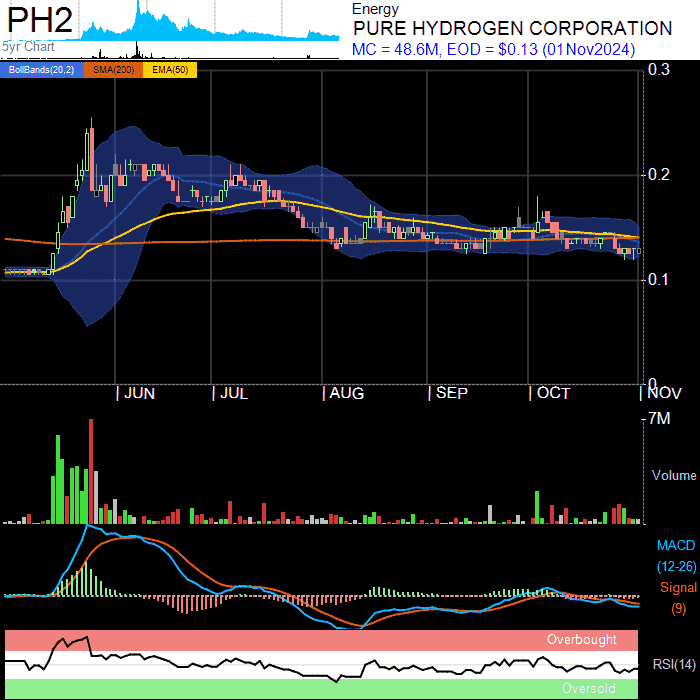 PH2
5yr Chart
Energy
PURE HYDROGEN CORPORATION
MC = 48.6M, EOD = $0.13 (01Nov2024)
BollBands(20,2) SMA(200) EMA(50)
0.3
0.2
0.1
0
JUN JUL AUG SEP OCT NOV
7M
Volume
MACD
(12-26)
Signal
(9)
Overbought
RSI(14)
Oversold